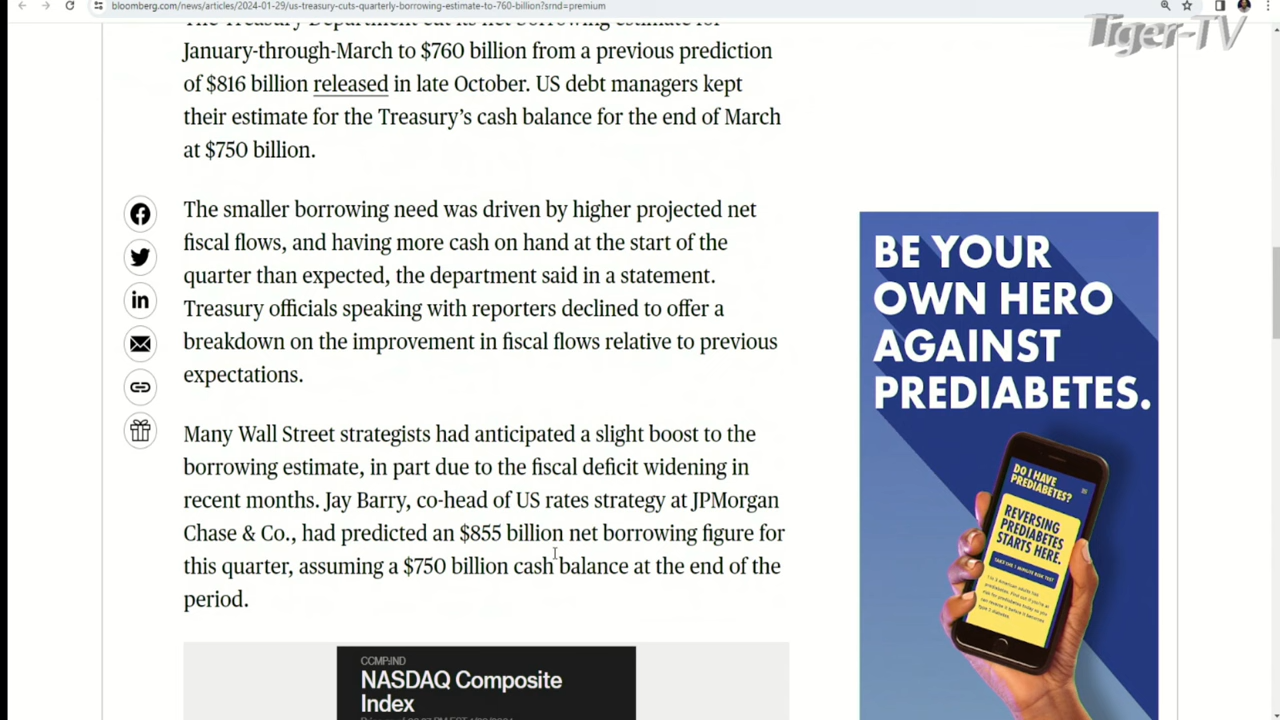 bloomberg.com/news/articles/2024-01-29/us-treasury-cuts-quarterly-borrowing-estimate-to-760-billion?srnd=premium
Tiger-TV
The Treasury Department cut its net borrowing estimate for
January-through-March to $760 billion from a previous prediction
of $816 billion released in late October. US debt managers kept
their estimate for the Treasury’s cash balance for the end of March
at $750 billion.
The smaller borrowing need was driven by higher projected net
fiscal flows, and having more cash on hand at the start of the
quarter than expected, the department said in a statement.
Treasury officials speaking with reporters declined to offer a
breakdown on the improvement in fiscal flows relative to previous
expectations.
Many Wall Street strategists had anticipated a slight boost to the
borrowing estimate, in part due to the fiscal deficit widening in
recent months. Jay Barry, co-head of US rates strategy at JPMorgan
Chase & Co., had predicted an $855 billion net borrowing figure for
this quarter, assuming a $750 billion cash balance at the end of the
period.
CCMP:IND
NASDAQ Composite
Index
BE YOUR
OWN HERO
AGAINST
PREDIABETES.
DO I HAVE
PREDIABETES?
REVERSING
PREDIABETES
STARTS HERE.
TAKE THE 1 MINUTE RISK TEST